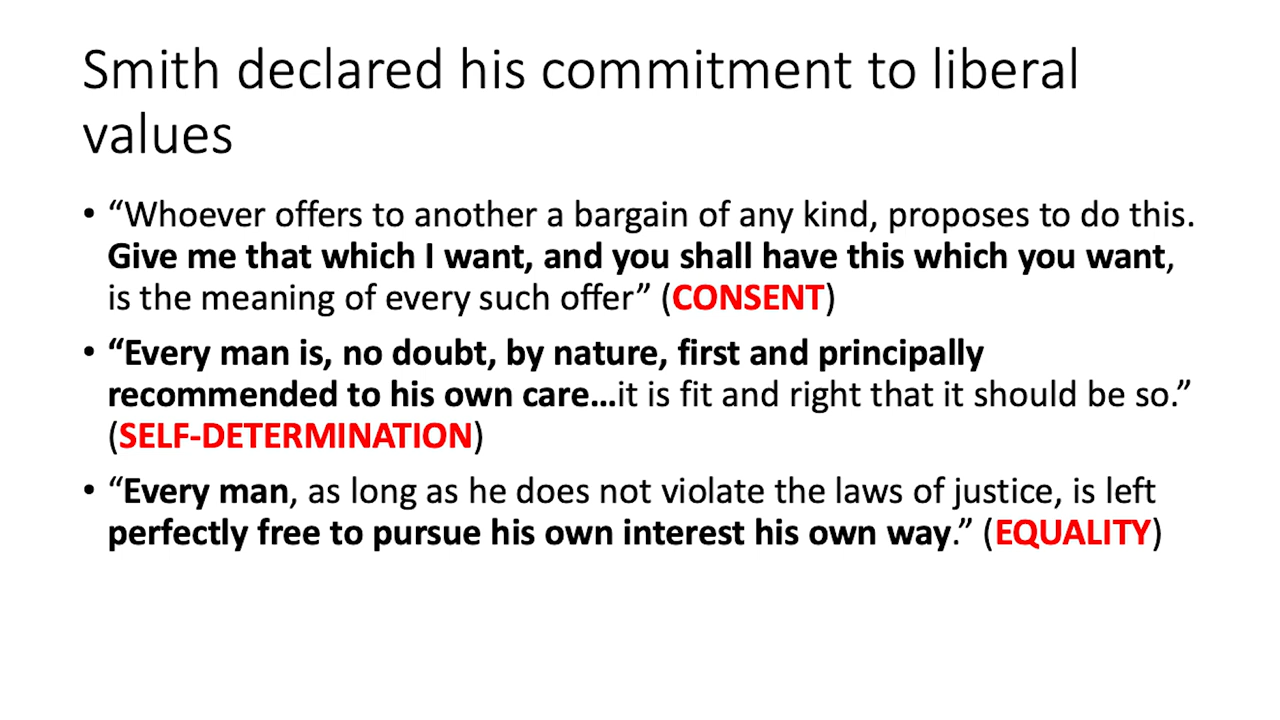 Smith declared his commitment to liberal
values
• “Whoever offers to another a bargain of any kind, proposes to do this.
Give me that which I want, and you shall have this which you want,
is the meaning of every such offer” (CONSENT)
• “Every man is, no doubt, by nature, first and principally
recommended to his own care…it is fit and right that it should be so.”
(SELF-DETERMINATION)
• “Every man, as long as he does not violate the laws of justice, is left
perfectly free to pursue his own interest his own way.” (EQUALITY)